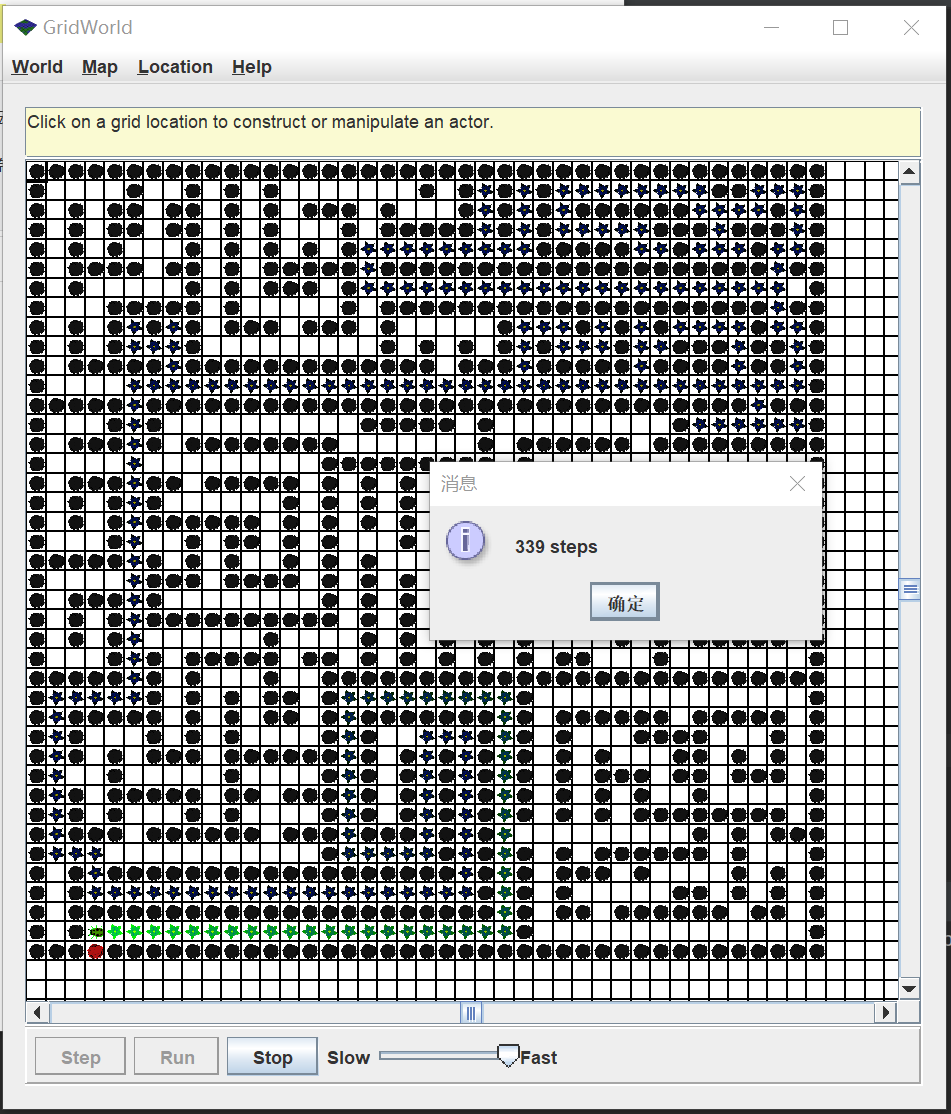 GridWorld
World Map Location Help
Click on a grid location to construct or manipulate an actor.
消息
339 steps
确定
Step Run Stop Slow Fast